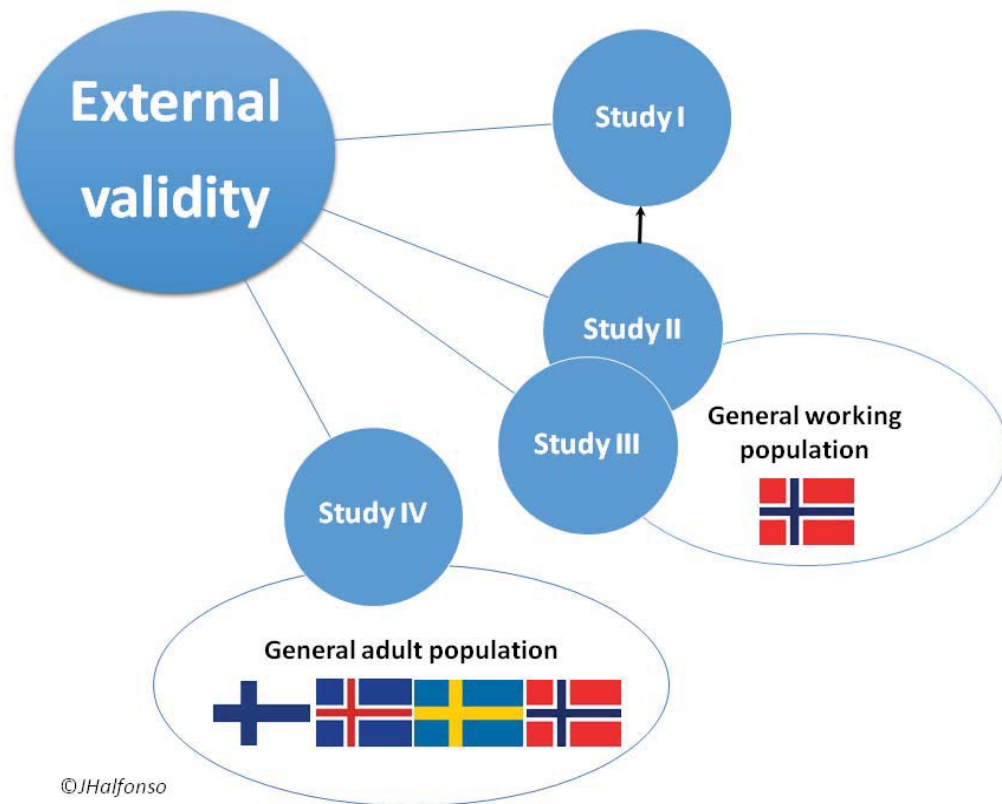 External
validity
Study I
Study II
Study III
General working
population
Study IV
General adult population
©JHalfonso